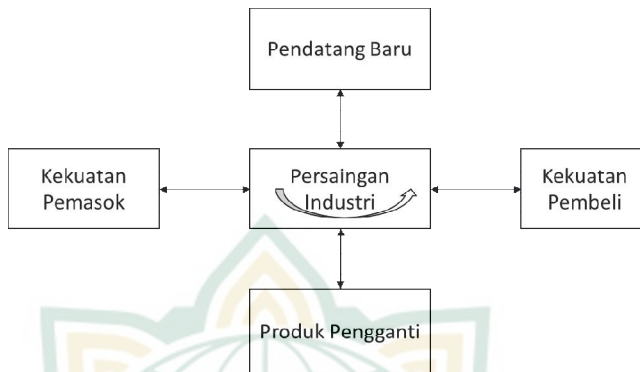 Pendatang Baru
Kekuatan
Pemasok
Persaingan
Industri
Kekuatan
Pembeli
Produk Pengganti